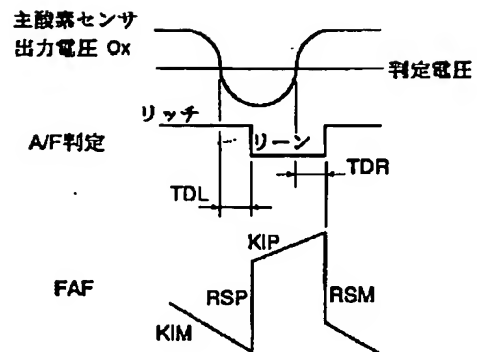 主酸素センサ
出力電圧 Ox
判定電圧
リッチ
A/F判定
リーン
TDR
TDL
KIP
FAF
RSP
RSM
KIM